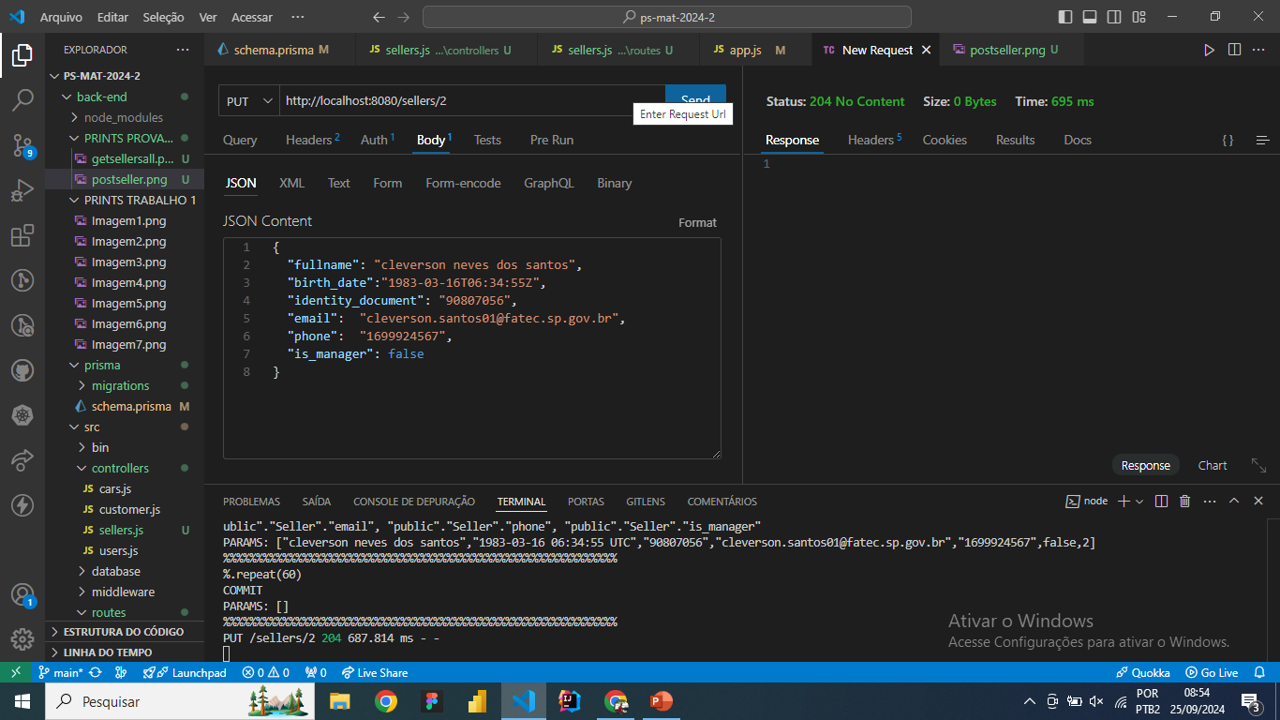 Arquivo Editar Seleção Ver Acessar ···
ps-mat-2024-2
EXPLORADOR ···
schema.prisma M
sellers.js ...\controllers U
sellers.js ...\routes U
app.js M
TC New Request
postseller.png U
PS-MAT-2024-2
back-end
node_modules
PRINTS PROVA...
getsellersall.p... U
postseller.png U
PRINTS TRABALHO 1
Imagem1.png
Imagem2.png
Imagem3.png
Imagem4.png
Imagem5.png
Imagem6.png
Imagem7.png
prisma
migrations
schema.prisma M
src
bin
controllers
JS cars.js
JS customer.js
JS sellers.js U
JS users.js
database
middleware
routes
ESTRUTURA DO CÓDIGO
LINHA DO TEMPO
9
1
PUT http://localhost:8080/sellers/2 Send
Enter Request Url
Query Headers 2 Auth 1 Body 1 Tests Pre Run
JSON XML Text Form Form-encode GraphQL Binary
JSON Content Format
1 {
2 "fullname": "cleverson neves dos santos",
3 "birth_date":"1983-03-16T06:34:55Z",
4 "identity_document": "90807056",
5 "email":  "cleverson.santos01@fatec.sp.gov.br",
6 "phone":  "1699924567",
7 "is_manager": false
8 }
Status: 204 No Content Size: 0 Bytes Time: 695 ms
Response Headers 5 Cookies Results Docs { }
1
Response Chart
PROBLEMAS SAÍDA CONSOLE DE DEPURAÇÃO TERMINAL PORTAS GITLENS COMENTÁRIOS
node
ublic"."Seller"."email", "public"."Seller"."phone", "public"."Seller"."is_manager"
PARAMS: ["cleverson neves dos santos","1983-03-16 06:34:55 UTC","90807056","cleverson.santos01@fatec.sp.gov.br","1699924567",false,2]
%%%%%%%%%%%%%%%%%%%%%%%%%%%%%%%%%%%%%%%%%%%%%%%%%%%%%%%%%%%%
%.repeat(60)
COMMIT
PARAMS: []
%%%%%%%%%%%%%%%%%%%%%%%%%%%%%%%%%%%%%%%%%%%%%%%%%%%%%%%%%%%%
PUT /sellers/2 204 687.814 ms - -
Ativar o Windows
Acesse Configurações para ativar o Windows.
main* Launchpad 0 0 0 Live Share Quokka Go Live
Pesquisar
POR
PTB2
08:54
25/09/2024
3